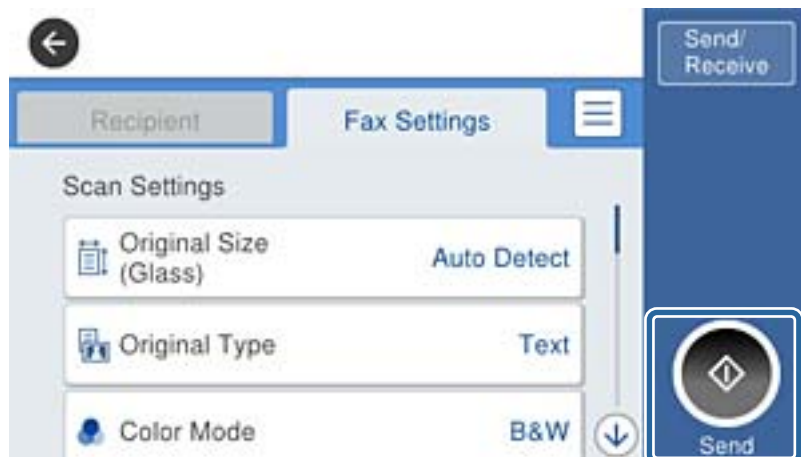 Send/
Receive
Recipient
Fax Settings
Scan Settings
Original Size
(Glass)
Auto Detect
Original Type
Text
Color Mode
B&W
Send